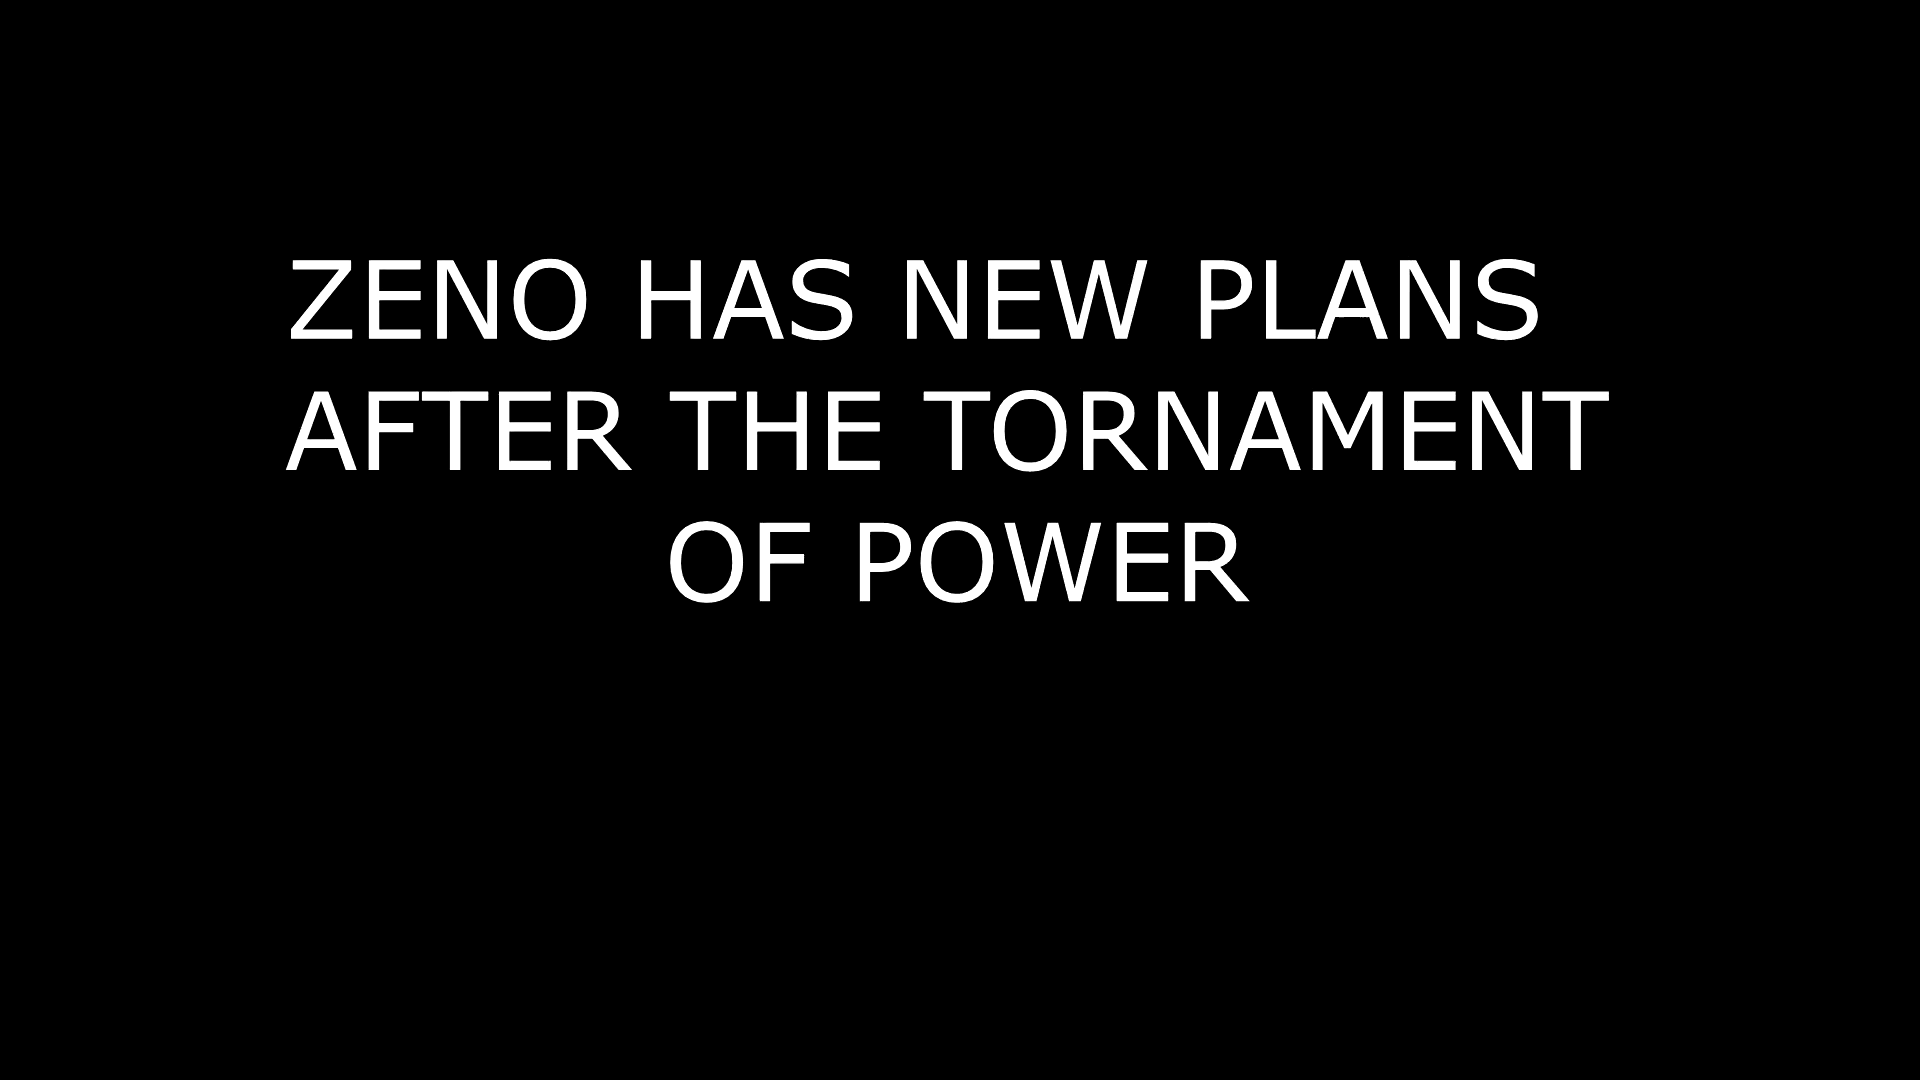 ZENO HAS NEW PLANS
AFTER THE TORNAMENT
OF POWER